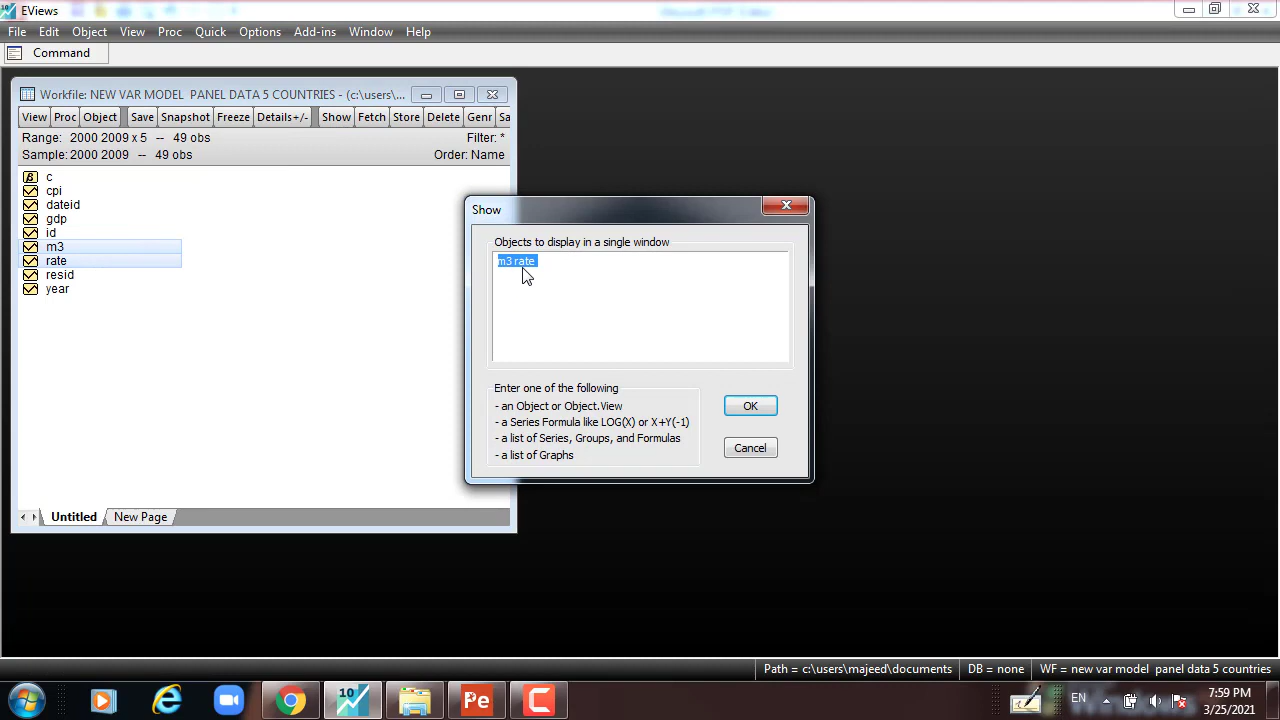 10 EViews
File Edit Object View Proc Quick Options Add-ins Window Help
Command
Workfile: NEW VAR MODEL PANEL DATA 5 COUNTRIES - (c:\users\...
View Proc Object Save Snapshot Freeze Details+/- Show Fetch Store Delete Genr Sa
Range: 2000 2009 x 5 -- 49 obs Filter: *
Sample: 2000 2009 -- 49 obs Order: Name
β c
cpi
dateid
gdp
id
m3
rate
resid
year
Untitled New Page
Show
Objects to display in a single window
m3 rate
Enter one of the following
- an Object or Object.View
- a Series Formula like LOG(X) or X+Y(-1)
- a list of Series, Groups, and Formulas
- a list of Graphs
OK
Cancel
Path = c:\users\majeed\documents DB = none WF = new var model panel data 5 countries
10 Pe C EN 7:59 PM
3/25/2021